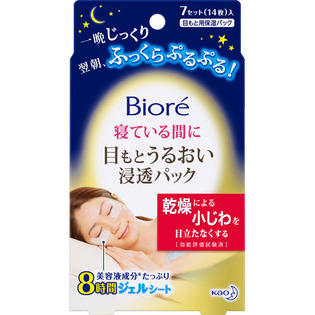 7セット(14枚)入
目もと用保湿パック
一晩じっくり
翌朝、ふっくらぷるぷる!
Bioré
寝ている間に
目もとうるおい
浸透パック
乾燥による
小じわを
目立たなくする
【効能評価試験済】
美容液成分*たっぷり
8時間ジェルシート
Kao